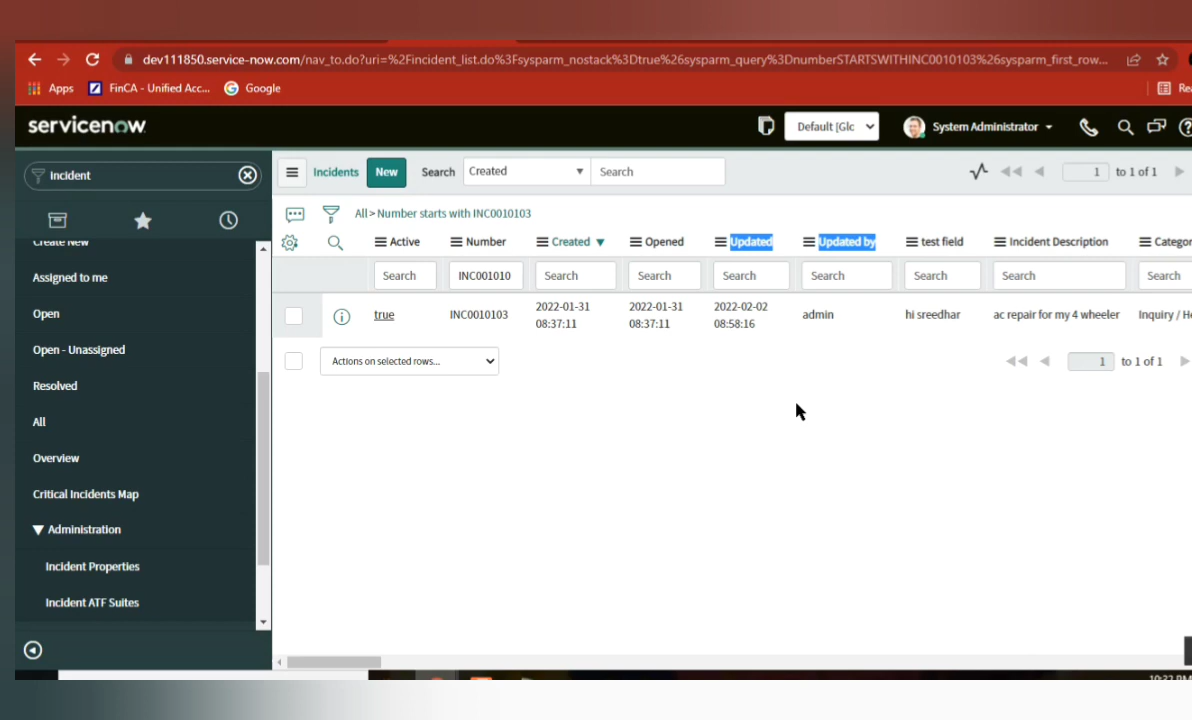 dev111850.service-now.com/nav_to.do?uri=%2Fincident_list.do%3Fsysparm_nostack%3Dtrue%26sysparm_query%3DnumberSTARTSWITHINC0010103%26sysparm_first_row...
Apps FinCA - Unified Acc... Google
servicenow Default [Glc System Administrator
Incident Incidents New Search Created Search 1 to 1 of 1
All > Number starts with INC0010103
Create New Active Number Created Opened Updated Updated by test field Incident Description
Assigned to me Search INC001010 Search Search Search Search Search Search Search
Open true INC0010103 2022-01-31 08:37:11 2022-01-31 08:37:11 2022-02-02 08:58:16 admin hi sreedhar ac repair for my 4 wheeler Inquiry /
Open - Unassigned
Actions on selected rows... 1 to 1 of 1
Resolved
All
Overview
Critical Incidents Map
Administration
Incident Properties
Incident ATF Suites